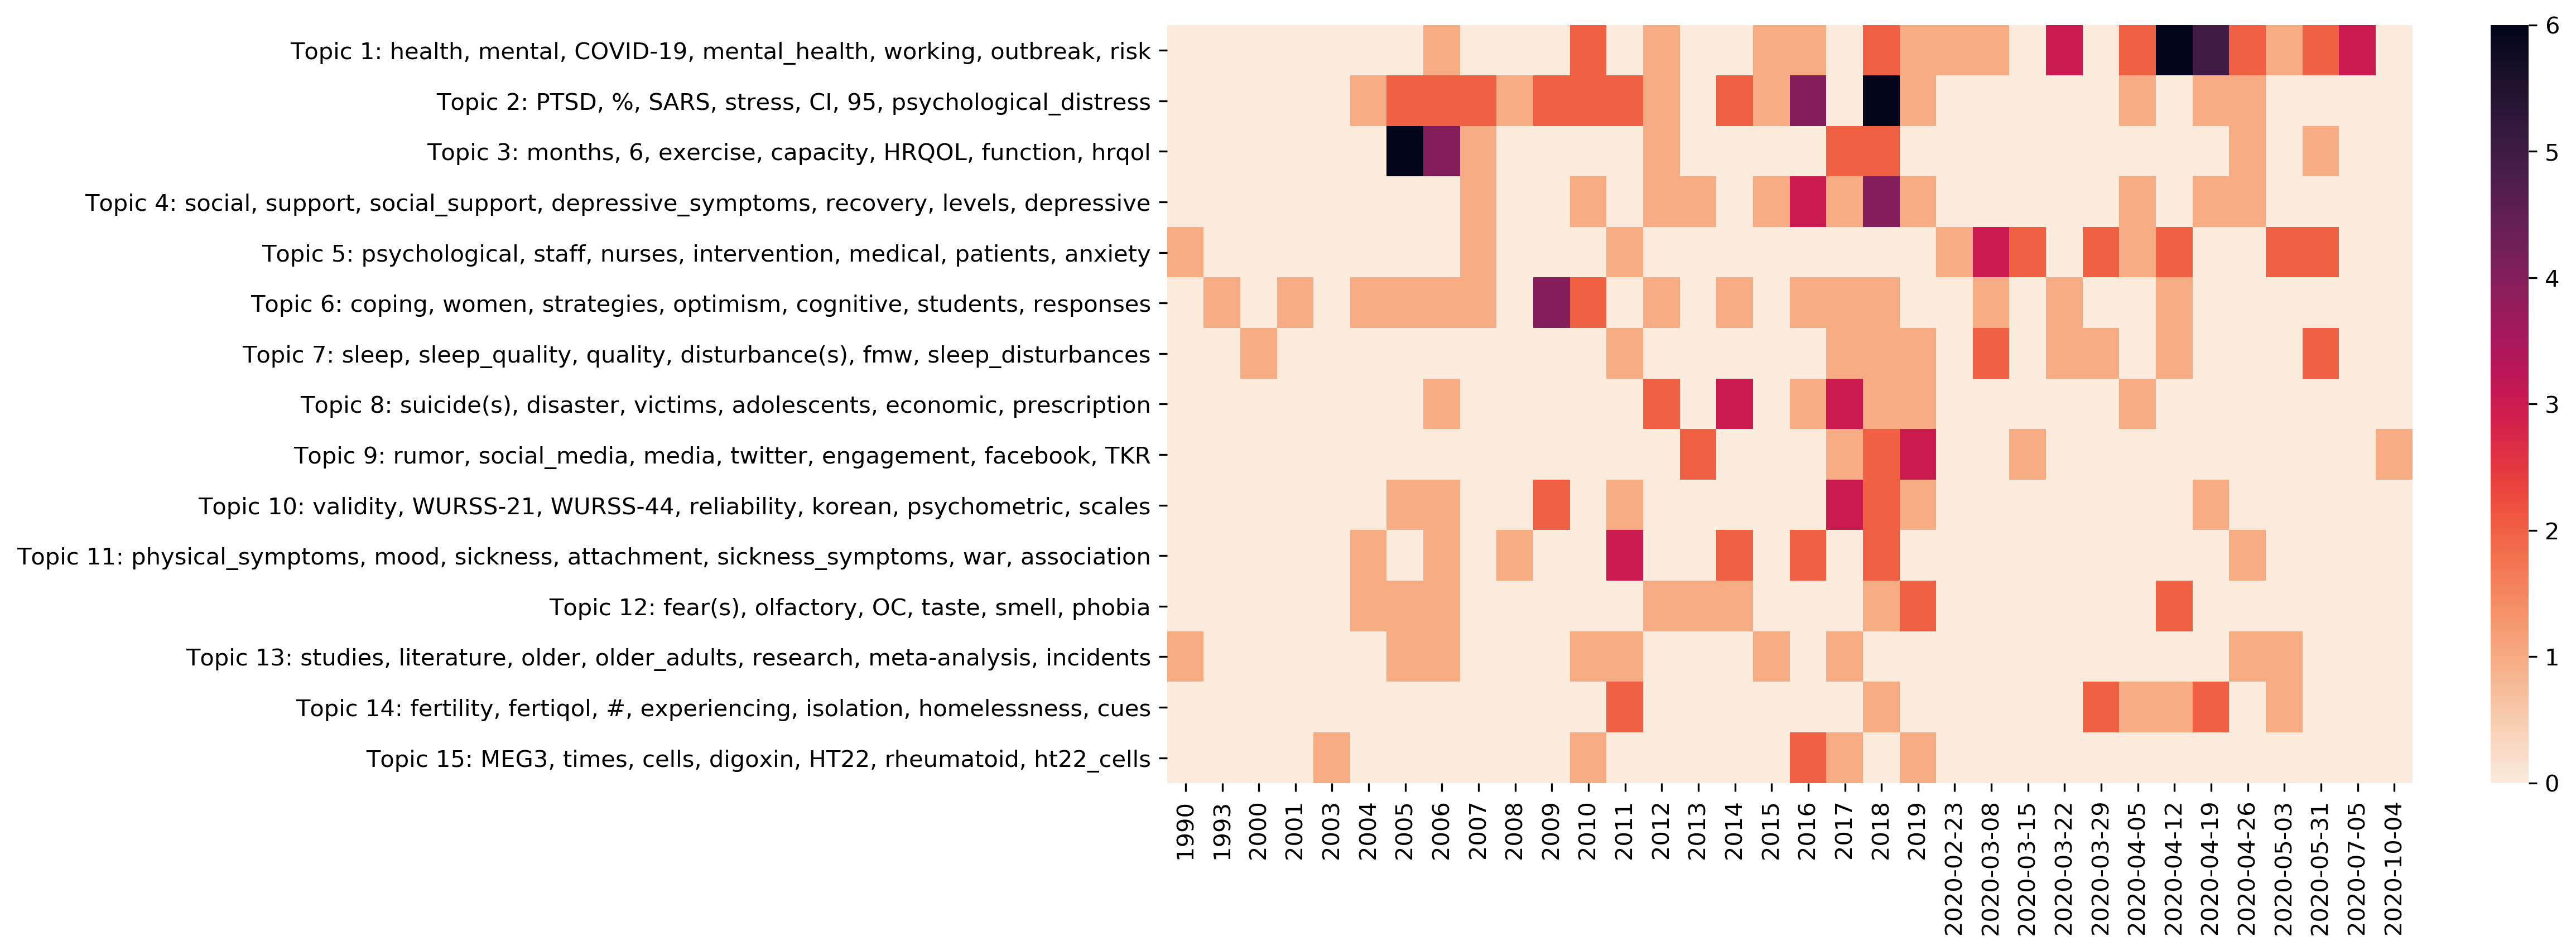 Topic 1: health, mental, COVID-19, mental_health, working, outbreak, risk
Topic 2: PTSD, %, SARS, stress, CI, 95, psychological_distress
Topic 3: months, 6, exercise, capacity, HRQOL, function, hrqol
Topic 4: social, support, social_support, depressive_symptoms, recovery, levels, depressive
Topic 5: psychological, staff, nurses, intervention, medical, patients, anxiety
Topic 6: coping, women, strategies, optimism, cognitive, students, responses
Topic 7: sleep, sleep_quality, quality, disturbance(s), fmw, sleep_disturbances
Topic 8: suicide(s), disaster, victims, adolescents, economic, prescription
Topic 9: rumor, social_media, media, twitter, engagement, facebook, TKR
Topic 10: validity, WURSS-21, WURSS-44, reliability, korean, psychometric, scales
Topic 11: physical_symptoms, mood, sickness, attachment, sickness_symptoms, war, association
Topic 12: fear(s), olfactory, OC, taste, smell, phobia
Topic 13: studies, literature, older, older_adults, research, meta-analysis, incidents
Topic 14: fertility, fertiqol, #, experiencing, isolation, homelessness, cues
Topic 15: MEG3, times, cells, digoxin, HT22, rheumatoid, ht22_cells
1990
1993
2000
2001
2003
2004
2005
2006
2007
2008
2009
2010
2011
2012
2013
2014
2015
2016
2017
2018
2019
2020-02-23
2020-03-08
2020-03-15
2020-03-22
2020-03-29
2020-04-05
2020-04-12
2020-04-19
2020-04-26
2020-05-03
2020-05-31
2020-07-05
2020-10-04
6
5
4
3
2
1
0